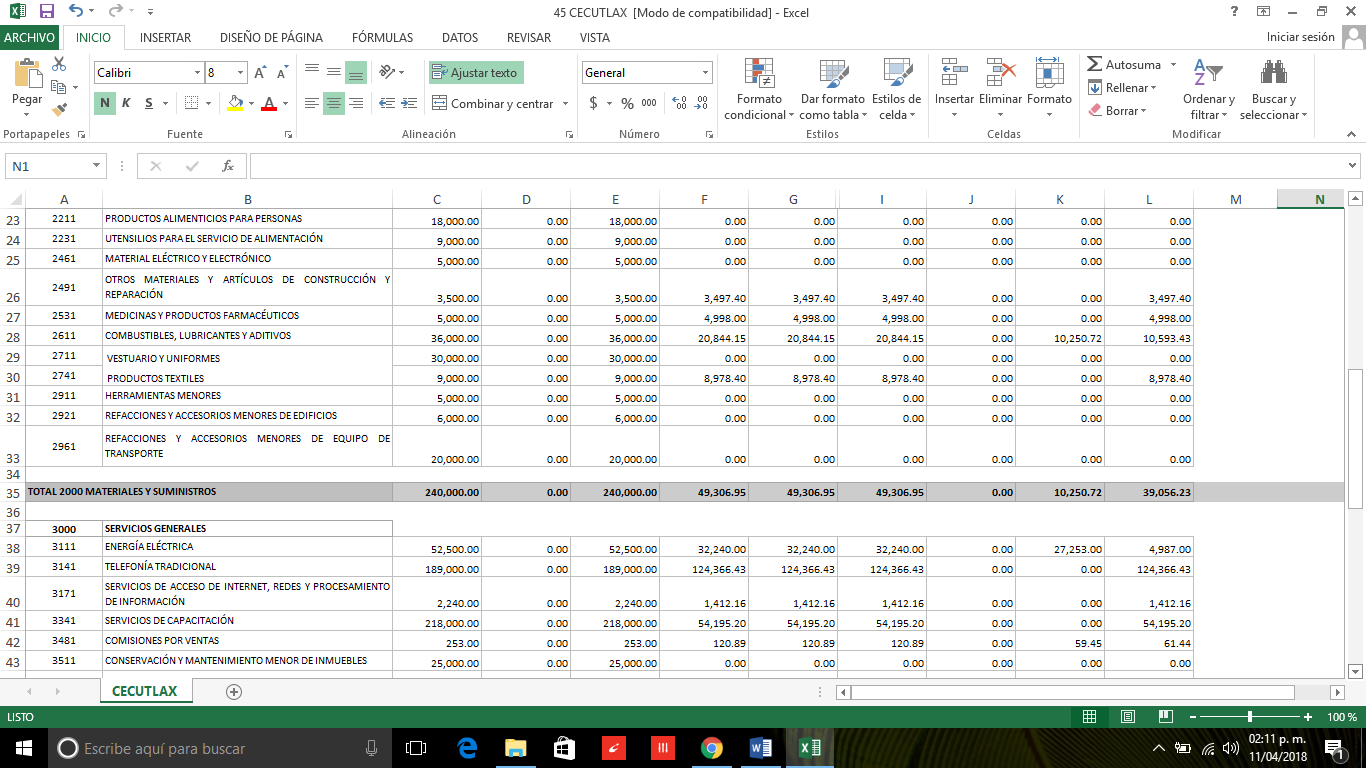 45 CECUTLAX [Modo de compatibilidad] - Excel
ARCHIVO INICIO INSERTAR DISEÑO DE PÁGINA FÓRMULAS DATOS REVISAR VISTA Iniciar sesión
Pegar
Calibri 8
N K S
Ajustar texto
Combinar y centrar
General
$ % 000
Formato condicional
Dar formato como tabla
Estilos de celda
Insertar Eliminar Formato
Autosuma
Rellenar
Borrar
Ordenar y filtrar
Buscar y seleccionar
Portapapeles Fuente Alineación Número Estilos Celdas Modificar
N1 fx
A B C D E F G I J K L M N
23 2211 PRODUCTOS ALIMENTICIOS PARA PERSONAS 18,000.00 0.00 18,000.00 0.00 0.00 0.00 0.00 0.00 0.00
24 2231 UTENSILIOS PARA EL SERVICIO DE ALIMENTACIÓN 9,000.00 0.00 9,000.00 0.00 0.00 0.00 0.00 0.00 0.00
25 2461 MATERIAL ELÉCTRICO Y ELECTRÓNICO 5,000.00 0.00 5,000.00 0.00 0.00 0.00 0.00 0.00 0.00
OTROS MATERIALES Y ARTÍCULOS DE CONSTRUCCIÓN Y
26 2491 REPARACIÓN 3,500.00 0.00 3,500.00 3,497.40 3,497.40 3,497.40 0.00 0.00 3,497.40
27 2531 MEDICINAS Y PRODUCTOS FARMACÉUTICOS 5,000.00 0.00 5,000.00 4,998.00 4,998.00 4,998.00 0.00 0.00 4,998.00
28 2611 COMBUSTIBLES, LUBRICANTES Y ADITIVOS 36,000.00 0.00 36,000.00 20,844.15 20,844.15 20,844.15 0.00 10,250.72 10,593.43
29 2711 VESTUARIO Y UNIFORMES 30,000.00 0.00 30,000.00 0.00 0.00 0.00 0.00 0.00 0.00
30 2741 PRODUCTOS TEXTILES 9,000.00 0.00 9,000.00 8,978.40 8,978.40 8,978.40 0.00 0.00 8,978.40
31 2911 HERRAMIENTAS MENORES 5,000.00 0.00 5,000.00 0.00 0.00 0.00 0.00 0.00 0.00
32 2921 REFACCIONES Y ACCESORIOS MENORES DE EDIFICIOS 6,000.00 0.00 6,000.00 0.00 0.00 0.00 0.00 0.00 0.00
REFACCIONES Y ACCESORIOS MENORES DE EQUIPO DE
33 2961 TRANSPORTE 20,000.00 0.00 20,000.00 0.00 0.00 0.00 0.00 0.00 0.00
34
35 TOTAL 2000 MATERIALES Y SUMINISTROS 240,000.00 0.00 240,000.00 49,306.95 49,306.95 49,306.95 0.00 10,250.72 39,056.23
36
37 3000 SERVICIOS GENERALES
38 3111 ENERGÍA ELÉCTRICA 52,500.00 0.00 52,500.00 32,240.00 32,240.00 32,240.00 0.00 27,253.00 4,987.00
39 3141 TELEFONÍA TRADICIONAL 189,000.00 0.00 189,000.00 124,366.43 124,366.43 124,366.43 0.00 0.00 124,366.43
SERVICIOS DE ACCESO DE INTERNET, REDES Y PROCESAMIENTO
40 3171 DE INFORMACIÓN 2,240.00 0.00 2,240.00 1,412.16 1,412.16 1,412.16 0.00 0.00 1,412.16
41 3341 SERVICIOS DE CAPACITACIÓN 218,000.00 0.00 218,000.00 54,195.20 54,195.20 54,195.20 0.00 0.00 54,195.20
42 3481 COMISIONES POR VENTAS 253.00 0.00 253.00 120.89 120.89 120.89 0.00 59.45 61.44
43 3511 CONSERVACIÓN Y MANTENIMIENTO MENOR DE INMUEBLES 25,000.00 0.00 25,000.00 0.00 0.00 0.00 0.00 0.00 0.00
CECUTLAX
LISTO 100 %
Escribe aquí para buscar
02:11 p. m.
11/04/2018